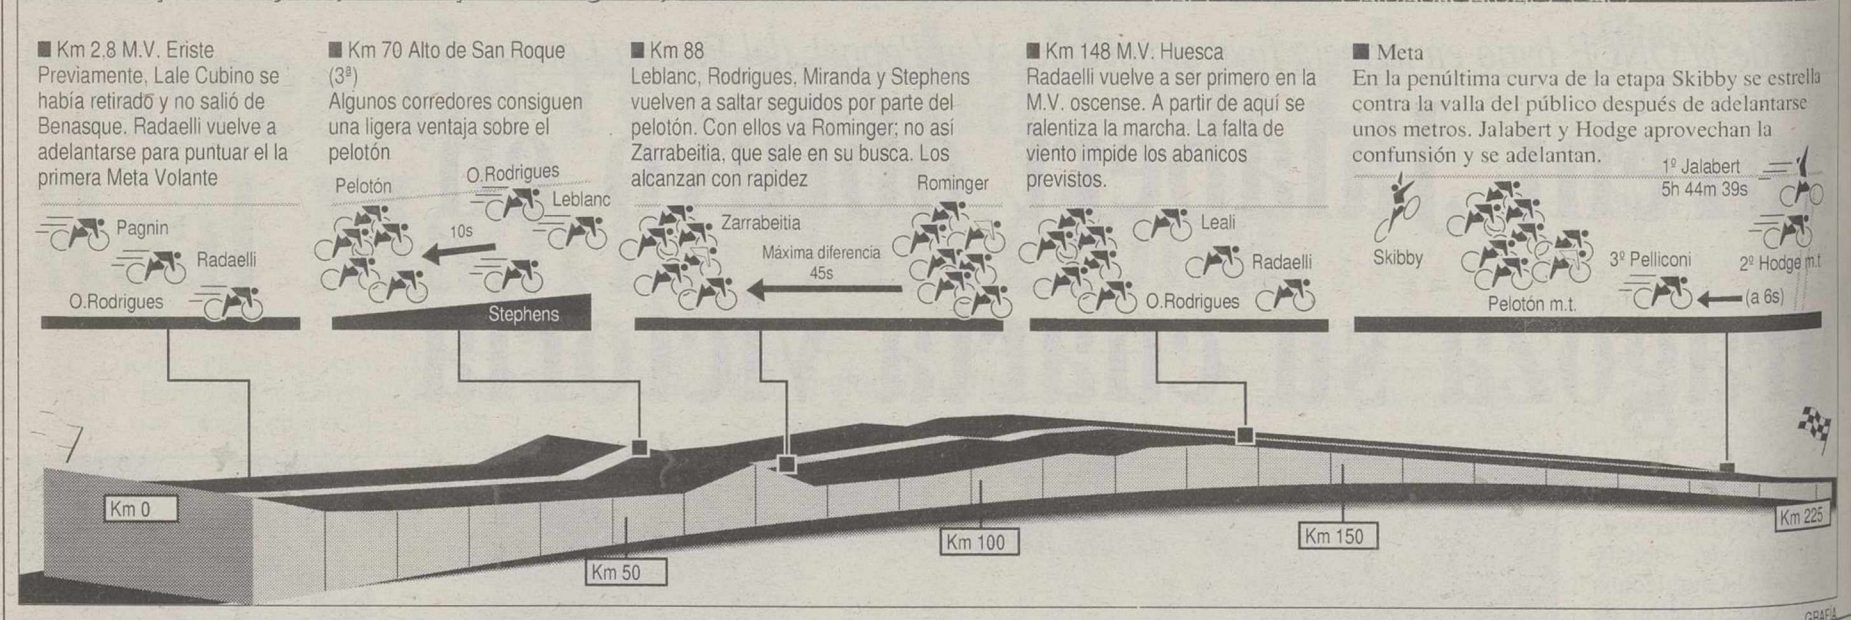 ■ Km 2,8 M.V. Eriste
Previamente, Lale Cubino se
había retirado y no salió de
Benasque. Radaelli vuelve a
adelantarse para puntuar el la
primera Meta Volante
Pagnin
Radaelli
O.Rodrigues
■ Km 70 Alto de San Roque
(3ª)
Algunos corredores consiguen
una ligera ventaja sobre el
pelotón
Pelotón
O.Rodrigues
Leblanc
10s
Stephens
■ Km 88
Leblanc, Rodrigues, Miranda y Stephens
vuelven a saltar seguidos por parte del
pelotón. Con ellos va Rominger; no así
Zarrabeitia, que sale en su busca. Los
alcanzan con rapidez
Rominger
Zarrabeitia
Máxima diferencia
45s
■ Km 148 M.V. Huesca
Radaelli vuelve a ser primero en la
M.V. oscense. A partir de aquí se
ralentiza la marcha. La falta de
viento impide los abanicos
previstos.
Leali
Radaelli
O.Rodrigues
■ Meta
En la penúltima curva de la etapa Skibby se estrella
contra la valla del público después de adelantarse
unos metros. Jalabert y Hodge aprovechan la
confunsión y se adelantan.
1º Jalabert
5h 44m 39s
Skibby
3º Pelliconi
2º Hodge m.t
Pelotón m.t.
(a 6s)
Km 0
Km 50
Km 100
Km 150
Km 225
GRAFIA